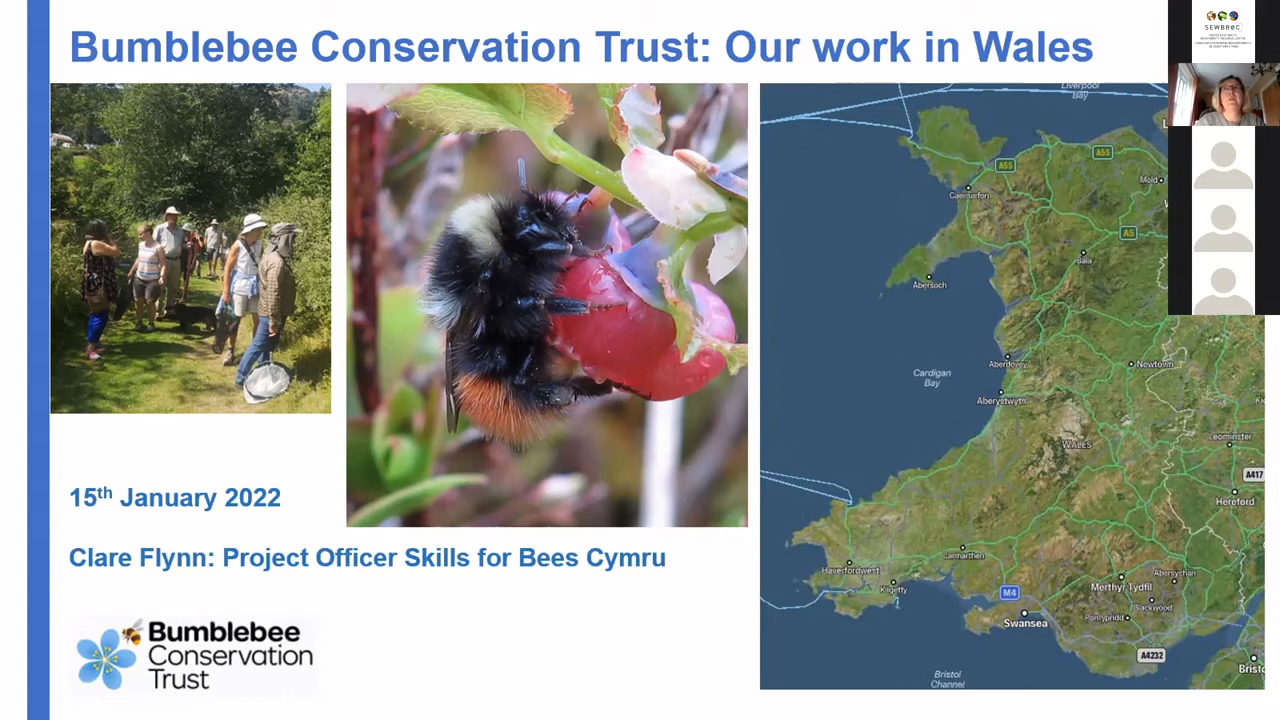 Bumblebee Conservation Trust: Our work in Wales
SEWBReC
15th January 2022
Clare Flynn: Project Officer Skills for Bees Cymru
Bumblebee
Conservation
Trust
Liverpool
Bay
A55
A55
Mold
Caernarfon
A5
Bala
Abersoch
Aberdovey
Newtown
Cardigan
Bay
Aberystwyth
WALES
Leominster
A417
Hereford
Carmarthen
Haverfordwest
Kilgetty
M4
Merthyr Tydfil
Abersychan
Blackwood
Pontypridd
Swansea
A4232
Bristol
Channel
Brist